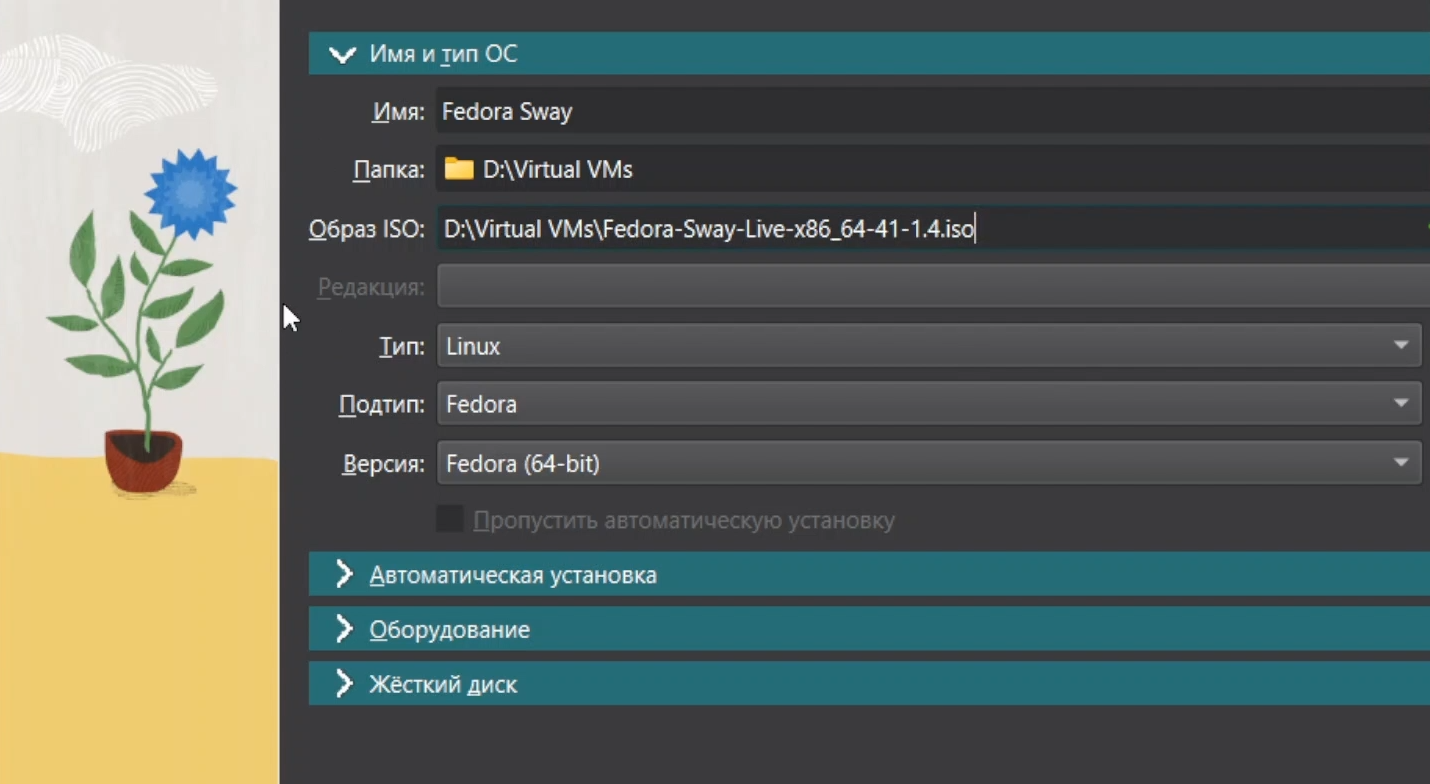 Имя и тип ОС
Имя: Fedora Sway
Папка: D:\Virtual VMs
Образ ISO: D:\Virtual VMs\Fedora-Sway-Live-x86_64-41-1.4.iso
Редакция:
Тип: Linux
Подтип: Fedora
Версия: Fedora (64-bit)
Пропустить автоматическую установку
Автоматическая установка
Оборудование
Жёсткий диск